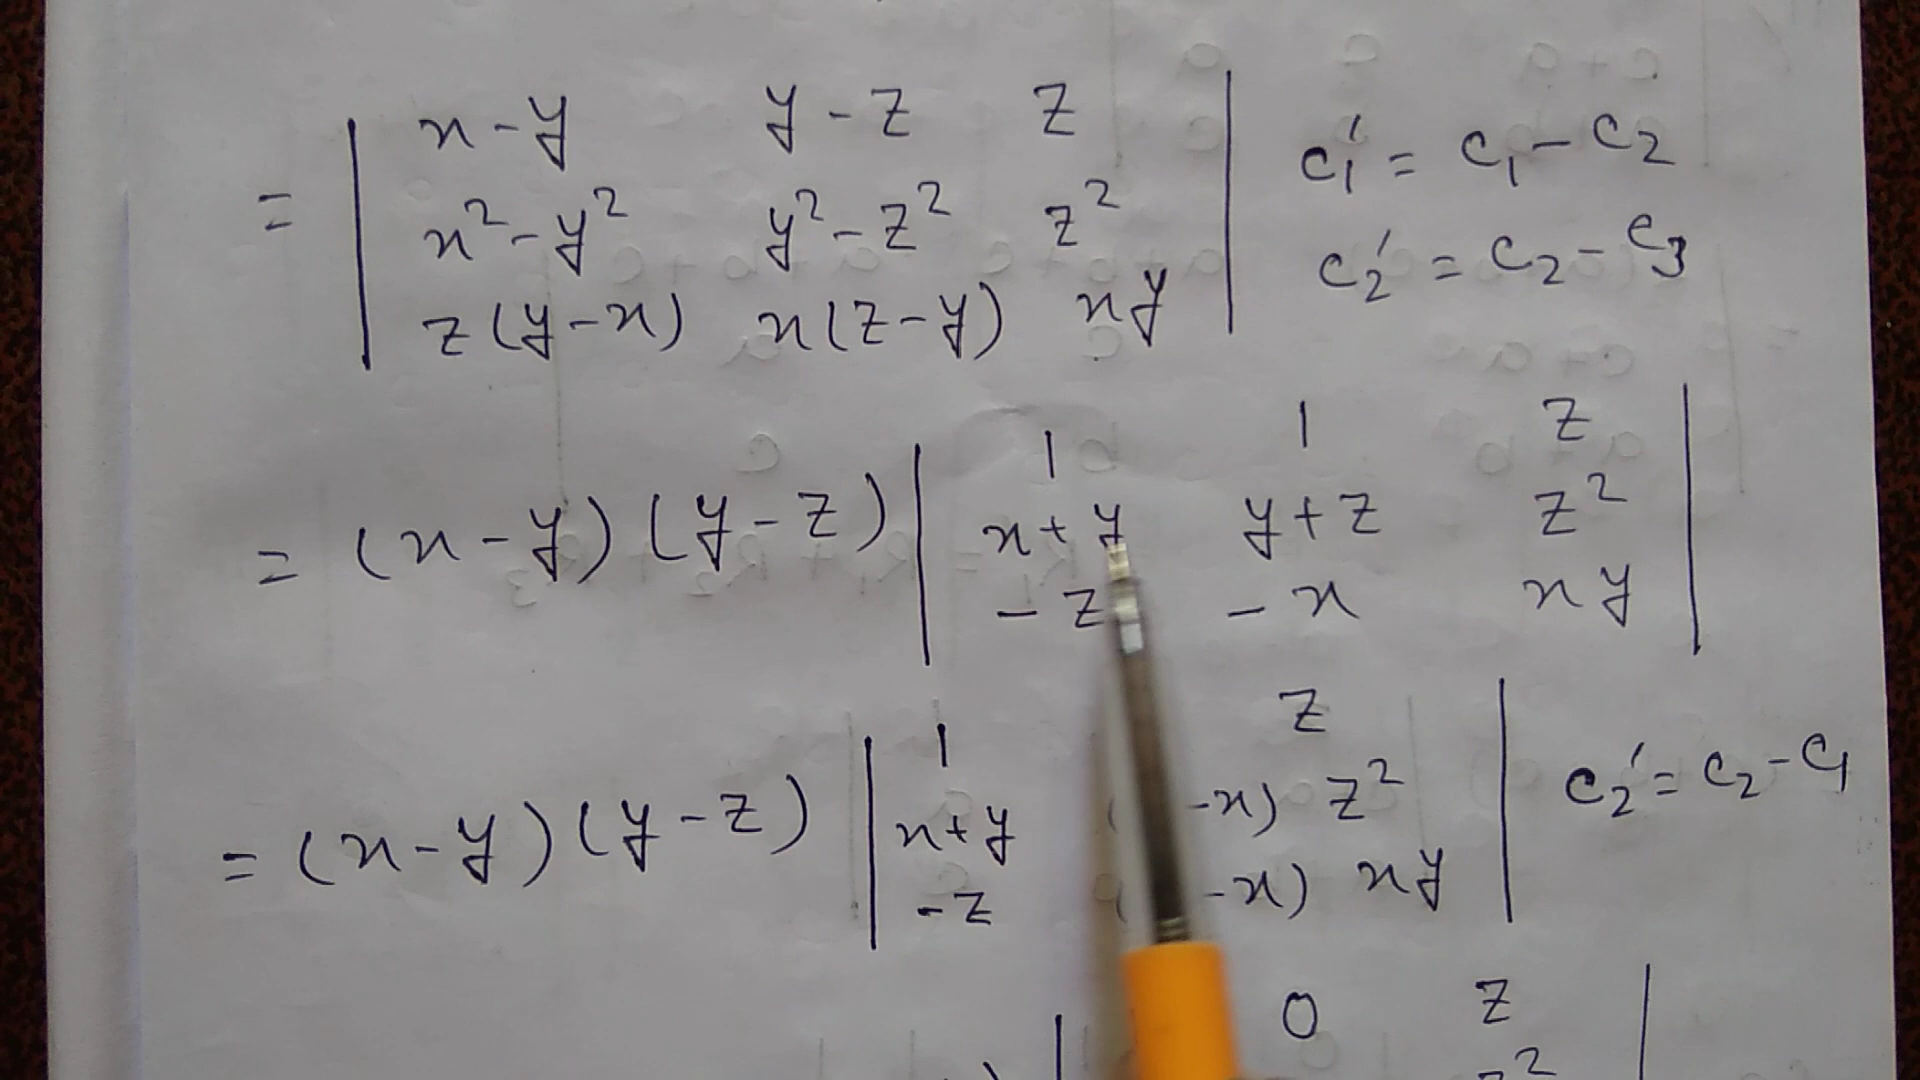 x-y y-z z
= x²-y² y²-z² z² c₁' = c₁-c₂
z(y-x) x(z-y) xy c₂' = c₂-c₃
1 1 z
= (x-y)(y-z) x+y y+z z²
-z -x xy
1 z
= (x-y)(y-z) x+y -x) z² c₂' = c₂-c₁
-z -x) xy
0 z
z²